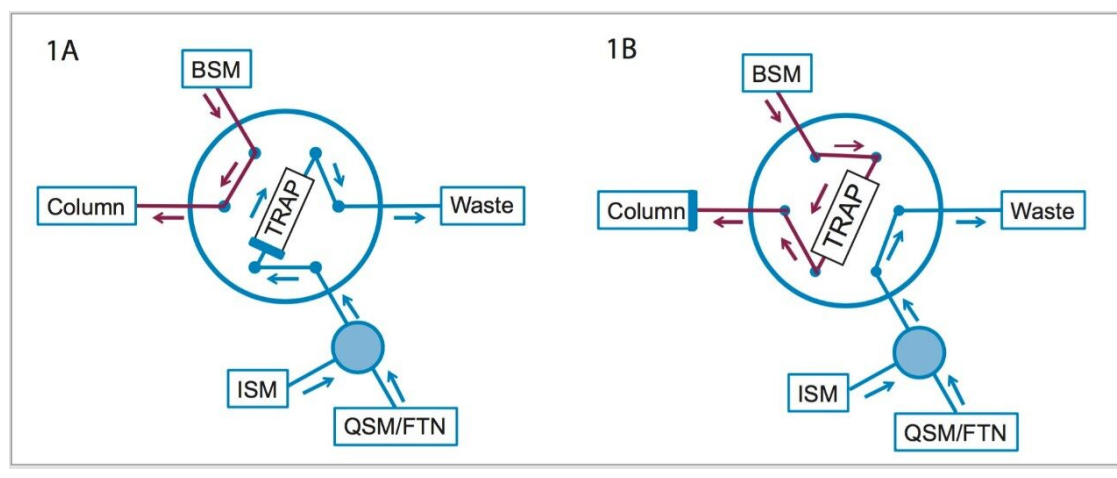 1A
BSM
Column
TRAP
Waste
ISM
QSM/FTN
1B
BSM
Column
TRAP
Waste
ISM
QSM/FTN